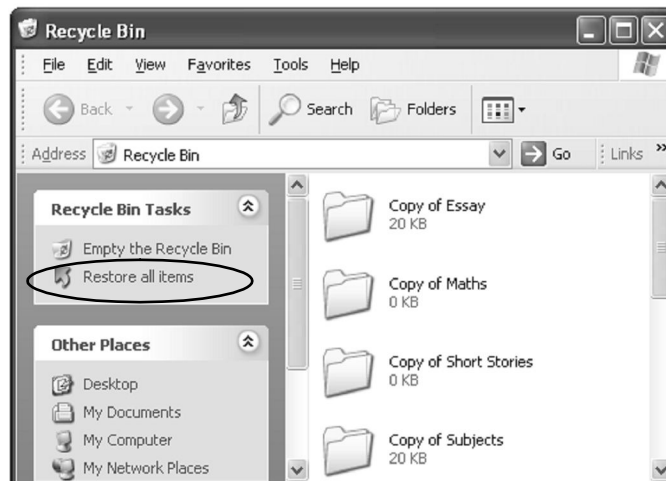 Recycle Bin
File Edit View Favorites Tools Help
Back Search Folders
Address Recycle Bin Go Links »
Recycle Bin Tasks
Empty the Recycle Bin
Restore all items
Other Places
Desktop
My Documents
My Computer
My Network Places
Copy of Essay
20 KB
Copy of Maths
0 KB
Copy of Short Stories
0 KB
Copy of Subjects
20 KB